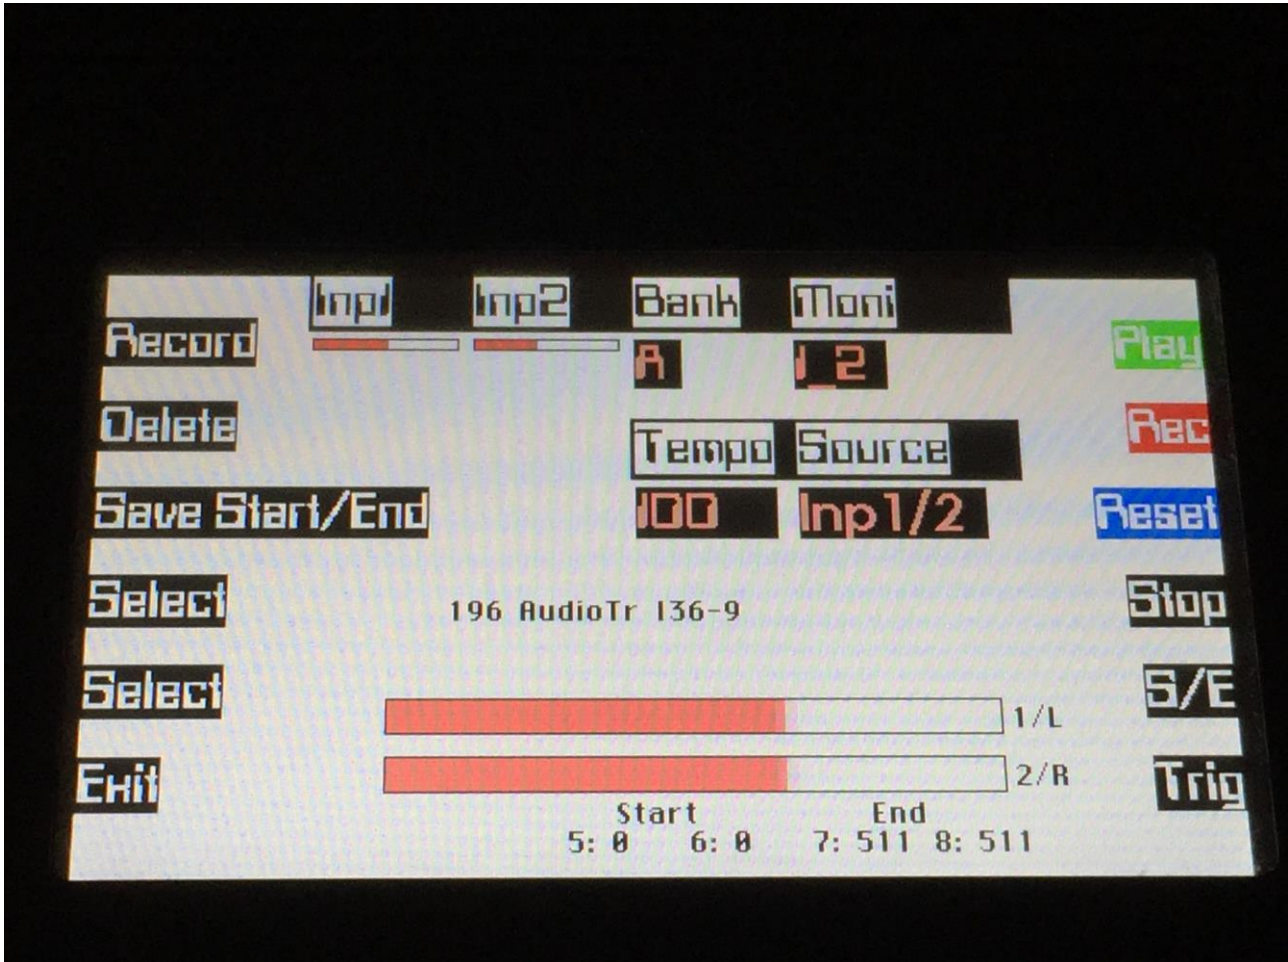 Inp1 Inp2 Bank Moni
Record Play
A 1_2
Delete Rec
Tempo Source
Save Start/End 100 Inp1/2 Reset
Select 196 AudioTr I36-9 Stop
Select S/E
1/L
Exit 2/R Trig
Start End
5: 0 6: 0 7: 511 8: 511